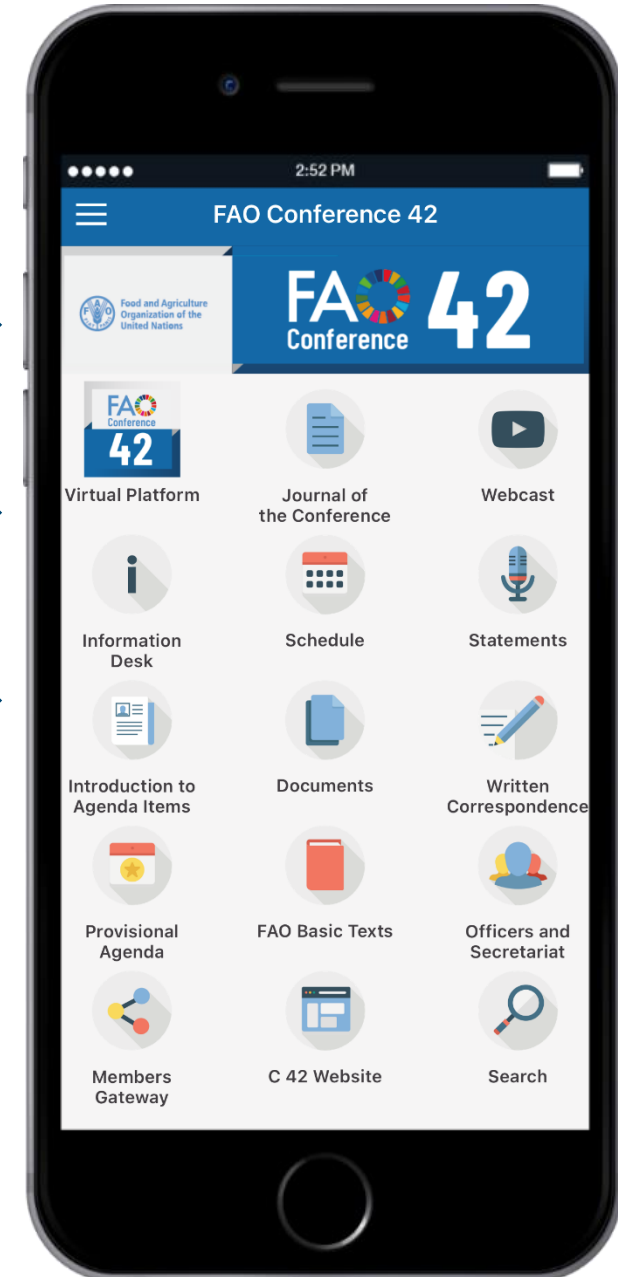 2:52 PM
FAO Conference 42
Food and Agriculture
Organization of the
United Nations
FAO
Conference
42
FAO
Conference
42
Virtual Platform
Journal of
the Conference
Webcast
Information
Desk
Schedule
Statements
Introduction to
Agenda Items
Documents
Written
Correspondence
Provisional
Agenda
FAO Basic Texts
Officers and
Secretariat
Members
Gateway
C 42 Website
Search